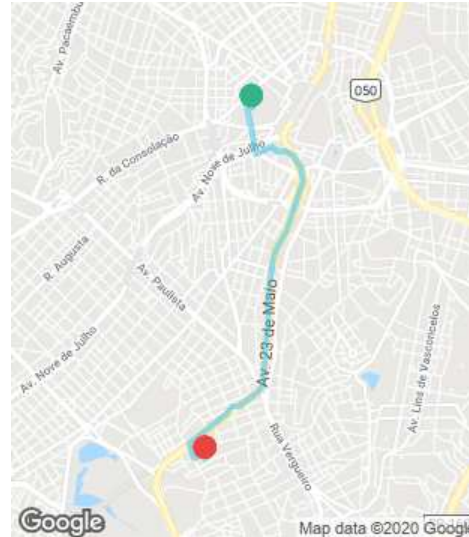 Av. Pacaembu
050
R. da Consolação
Av. Nove de Julho
R. Augusta
Av. Paulista
Av. 23 de Maio
Av. Nove de Julho
Av. Lins de Vasconcelos
Rua Vergueiro
Google
Map data ©2020 Google